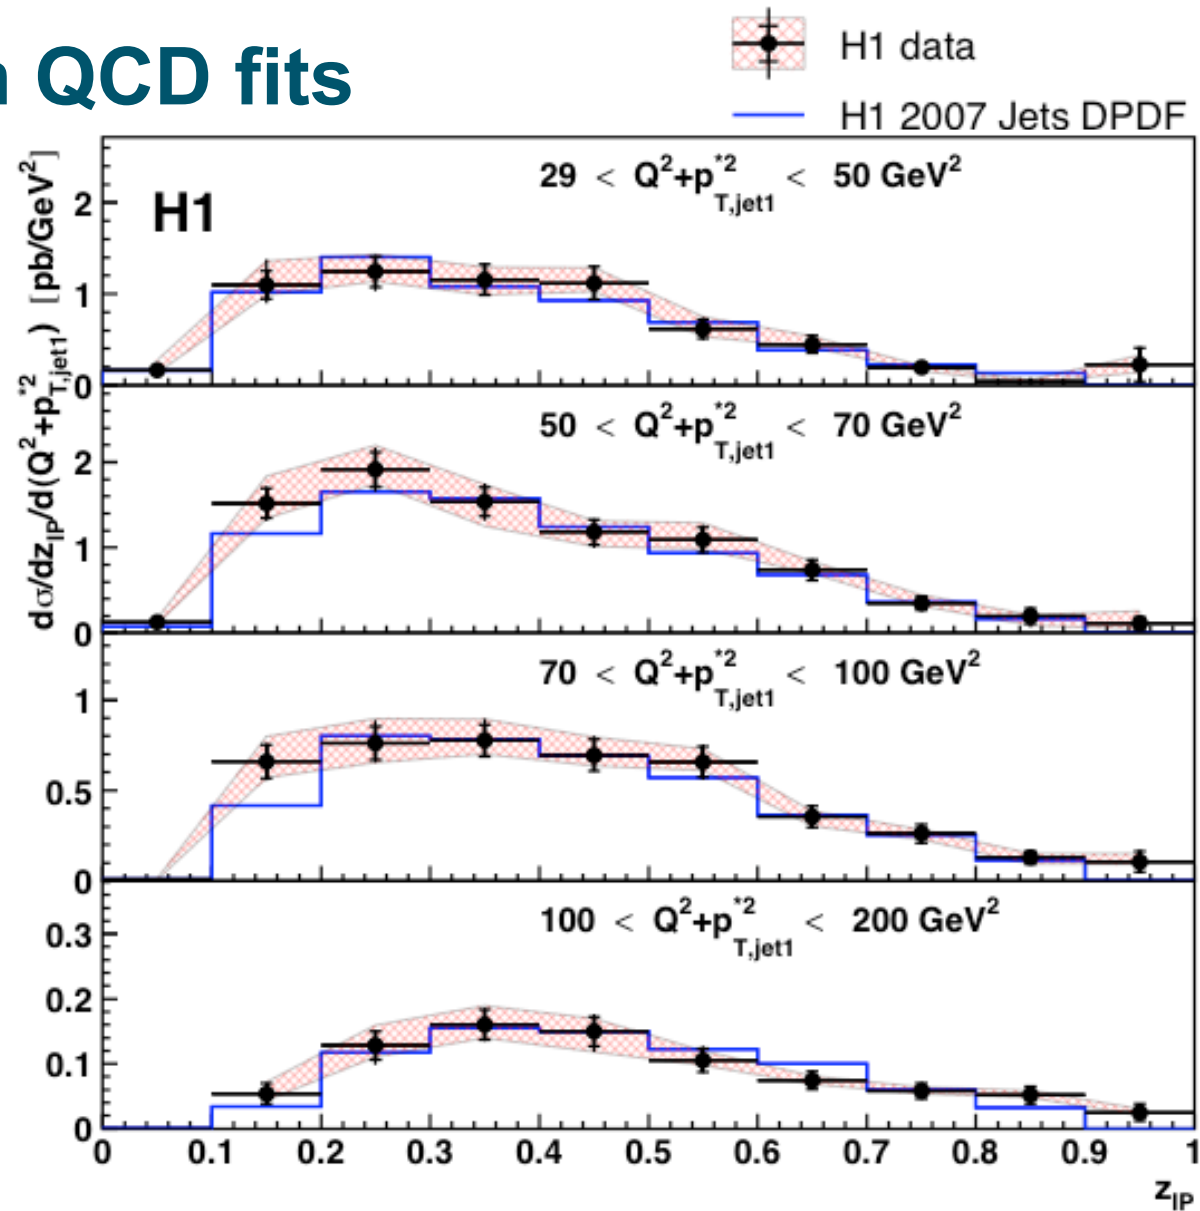 n QCD fits
H1 data
H1 2007 Jets DPDF
H1
29 < Q²+p*²T,jet1 < 50 GeV²
50 < Q²+p*²T,jet1 < 70 GeV²
70 < Q²+p*²T,jet1 < 100 GeV²
100 < Q²+p*²T,jet1 < 200 GeV²
dσ/dzIP/d(Q²+p*²T,jet1) [pb/GeV²]
2
1
0
2
1
0
1
0.5
0
0.3
0.2
0.1
0
0 0.1 0.2 0.3 0.4 0.5 0.6 0.7 0.8 0.9 1
zIP